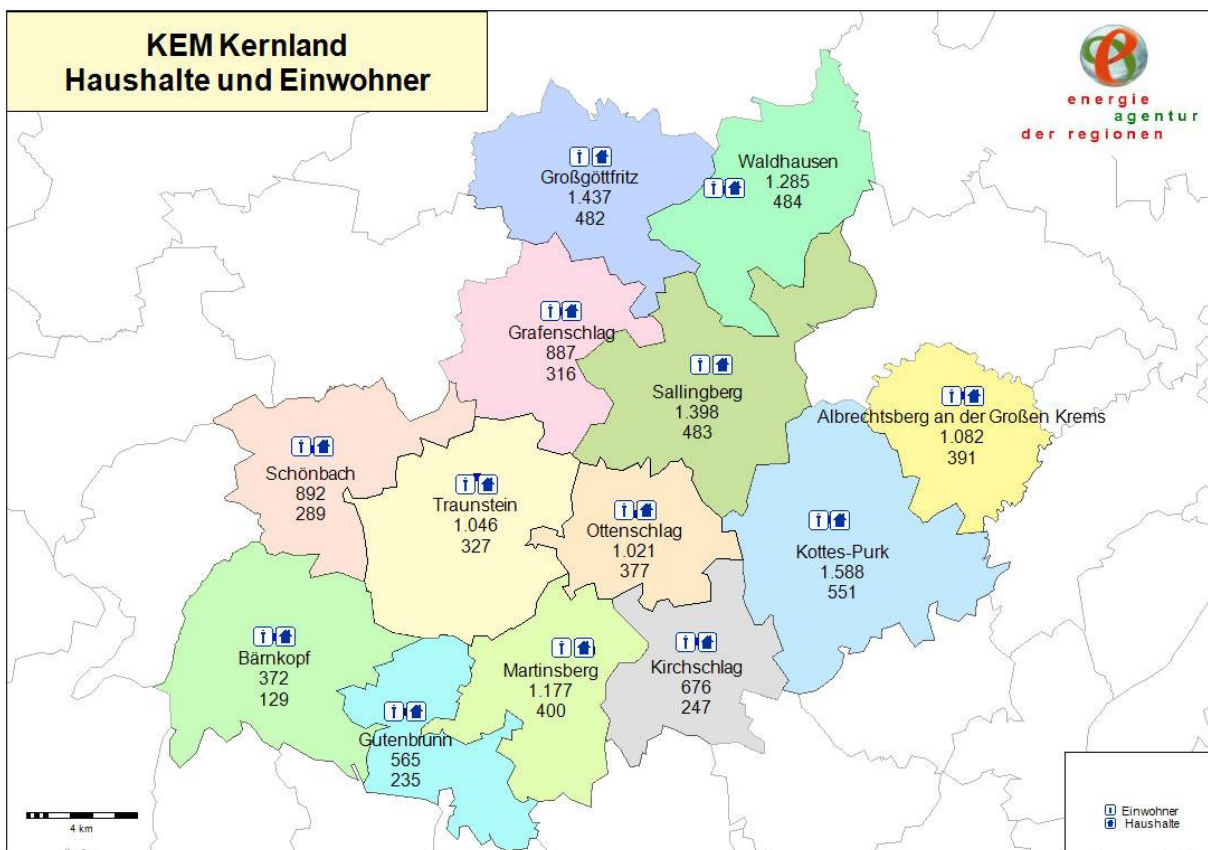 KEM Kernland
Haushalte und Einwohner
energie
agentur
der regionen
Großgöttfritz
1.437
482
Waldhausen
1.285
484
Grafenschlag
887
316
Sallingberg
1.398
483
Albrechtsberg an der Großen Krems
1.082
391
Schönbach
892
289
Traunstein
1.046
327
Ottenschlag
1.021
377
Kottes-Purk
1.588
551
Bärnkopf
372
129
Martinsberg
1.177
400
Kirchschlag
676
247
Gutenbrunn
565
235
4 km
Einwohner
Haushalte